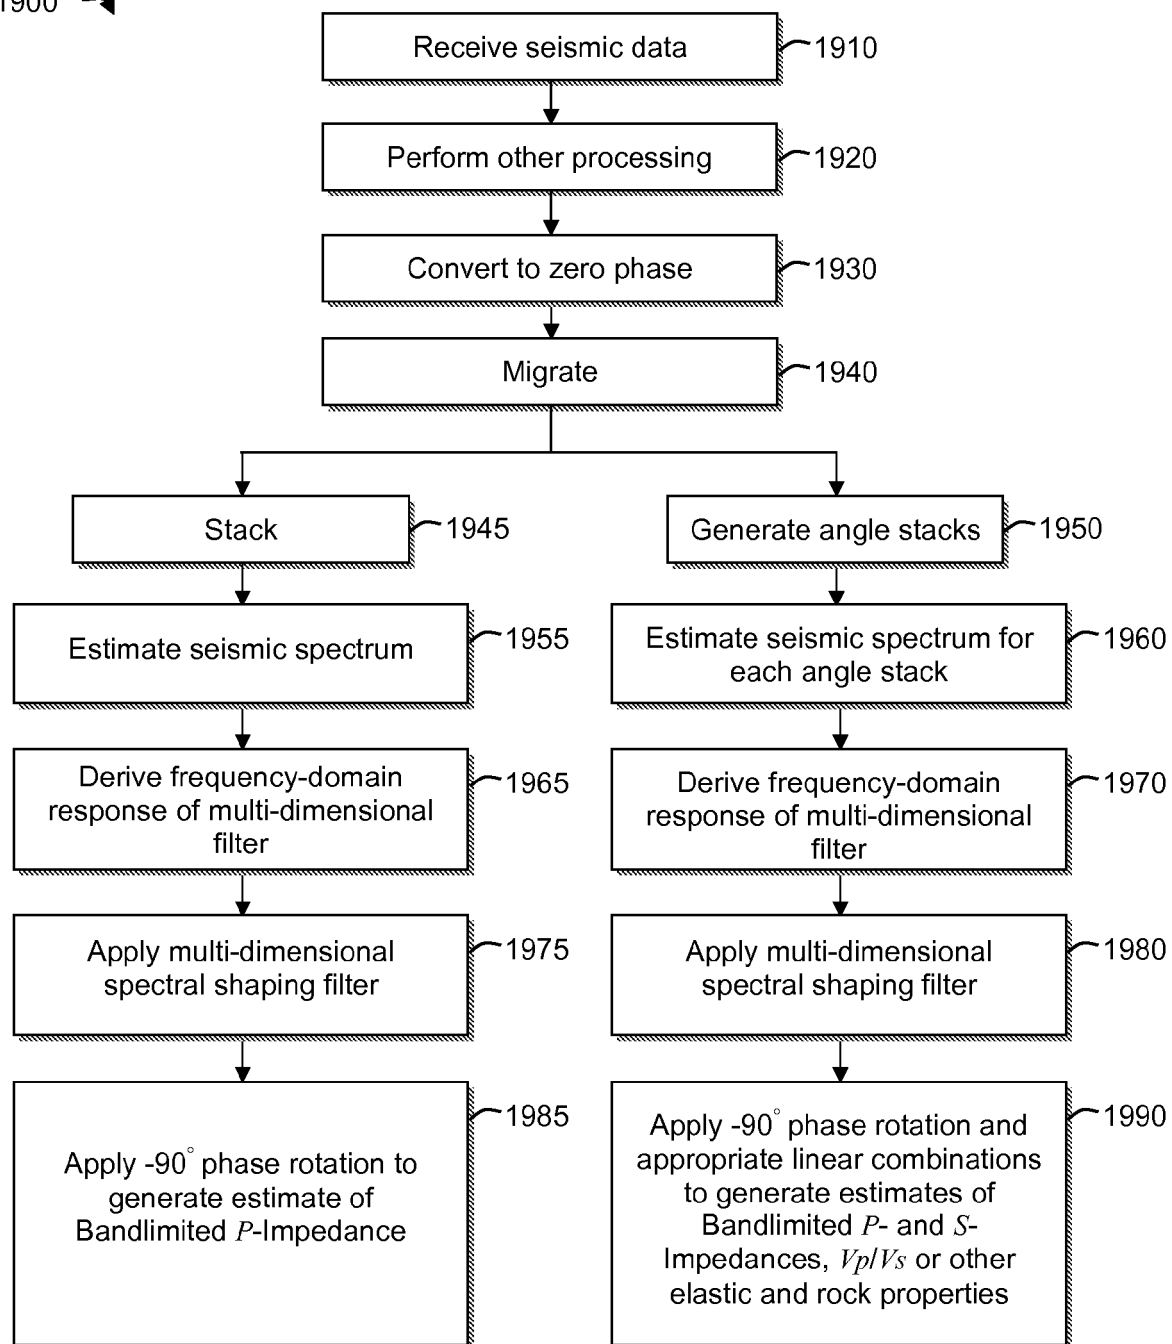 1900
Receive seismic data
1910
Perform other processing
1920
Convert to zero phase
1930
Migrate
1940
Stack
1945
Generate angle stacks
1950
Estimate seismic spectrum
1955
Estimate seismic spectrum for
each angle stack
1960
Derive frequency-domain
response of multi-dimensional
filter
1965
Derive frequency-domain
response of multi-dimensional
filter
1970
Apply multi-dimensional
spectral shaping filter
1975
Apply multi-dimensional
spectral shaping filter
1980
Apply -90° phase rotation to
generate estimate of
Bandlimited P-Impedance
1985
Apply -90° phase rotation and
appropriate linear combinations
to generate estimates of
Bandlimited P- and S-
Impedances, Vp/Vs or other
elastic and rock properties
1990